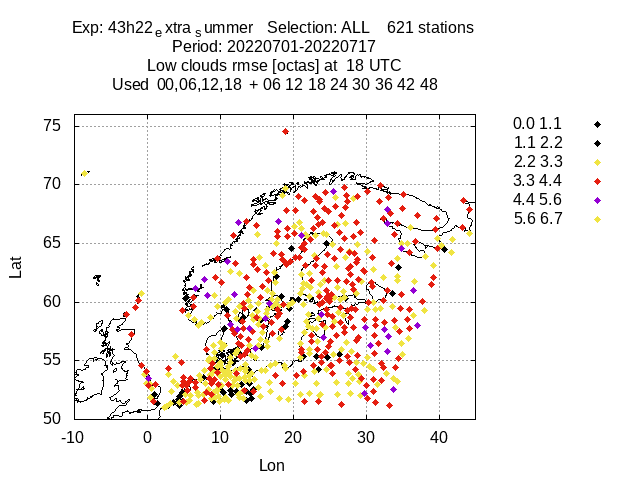 Exp: 43h22extrasummer Selection: ALL 621 stations
Period: 20220701-20220717
Low clouds rmse [octas] at 18 UTC
Used 00,06,12,18 + 06 12 18 24 30 36 42 48
75
70
65
60
55
50
-10 0 10 20 30 40
Lat
Lon
0.0 1.1
1.1 2.2
2.2 3.3
3.3 4.4
4.4 5.6
5.6 6.7